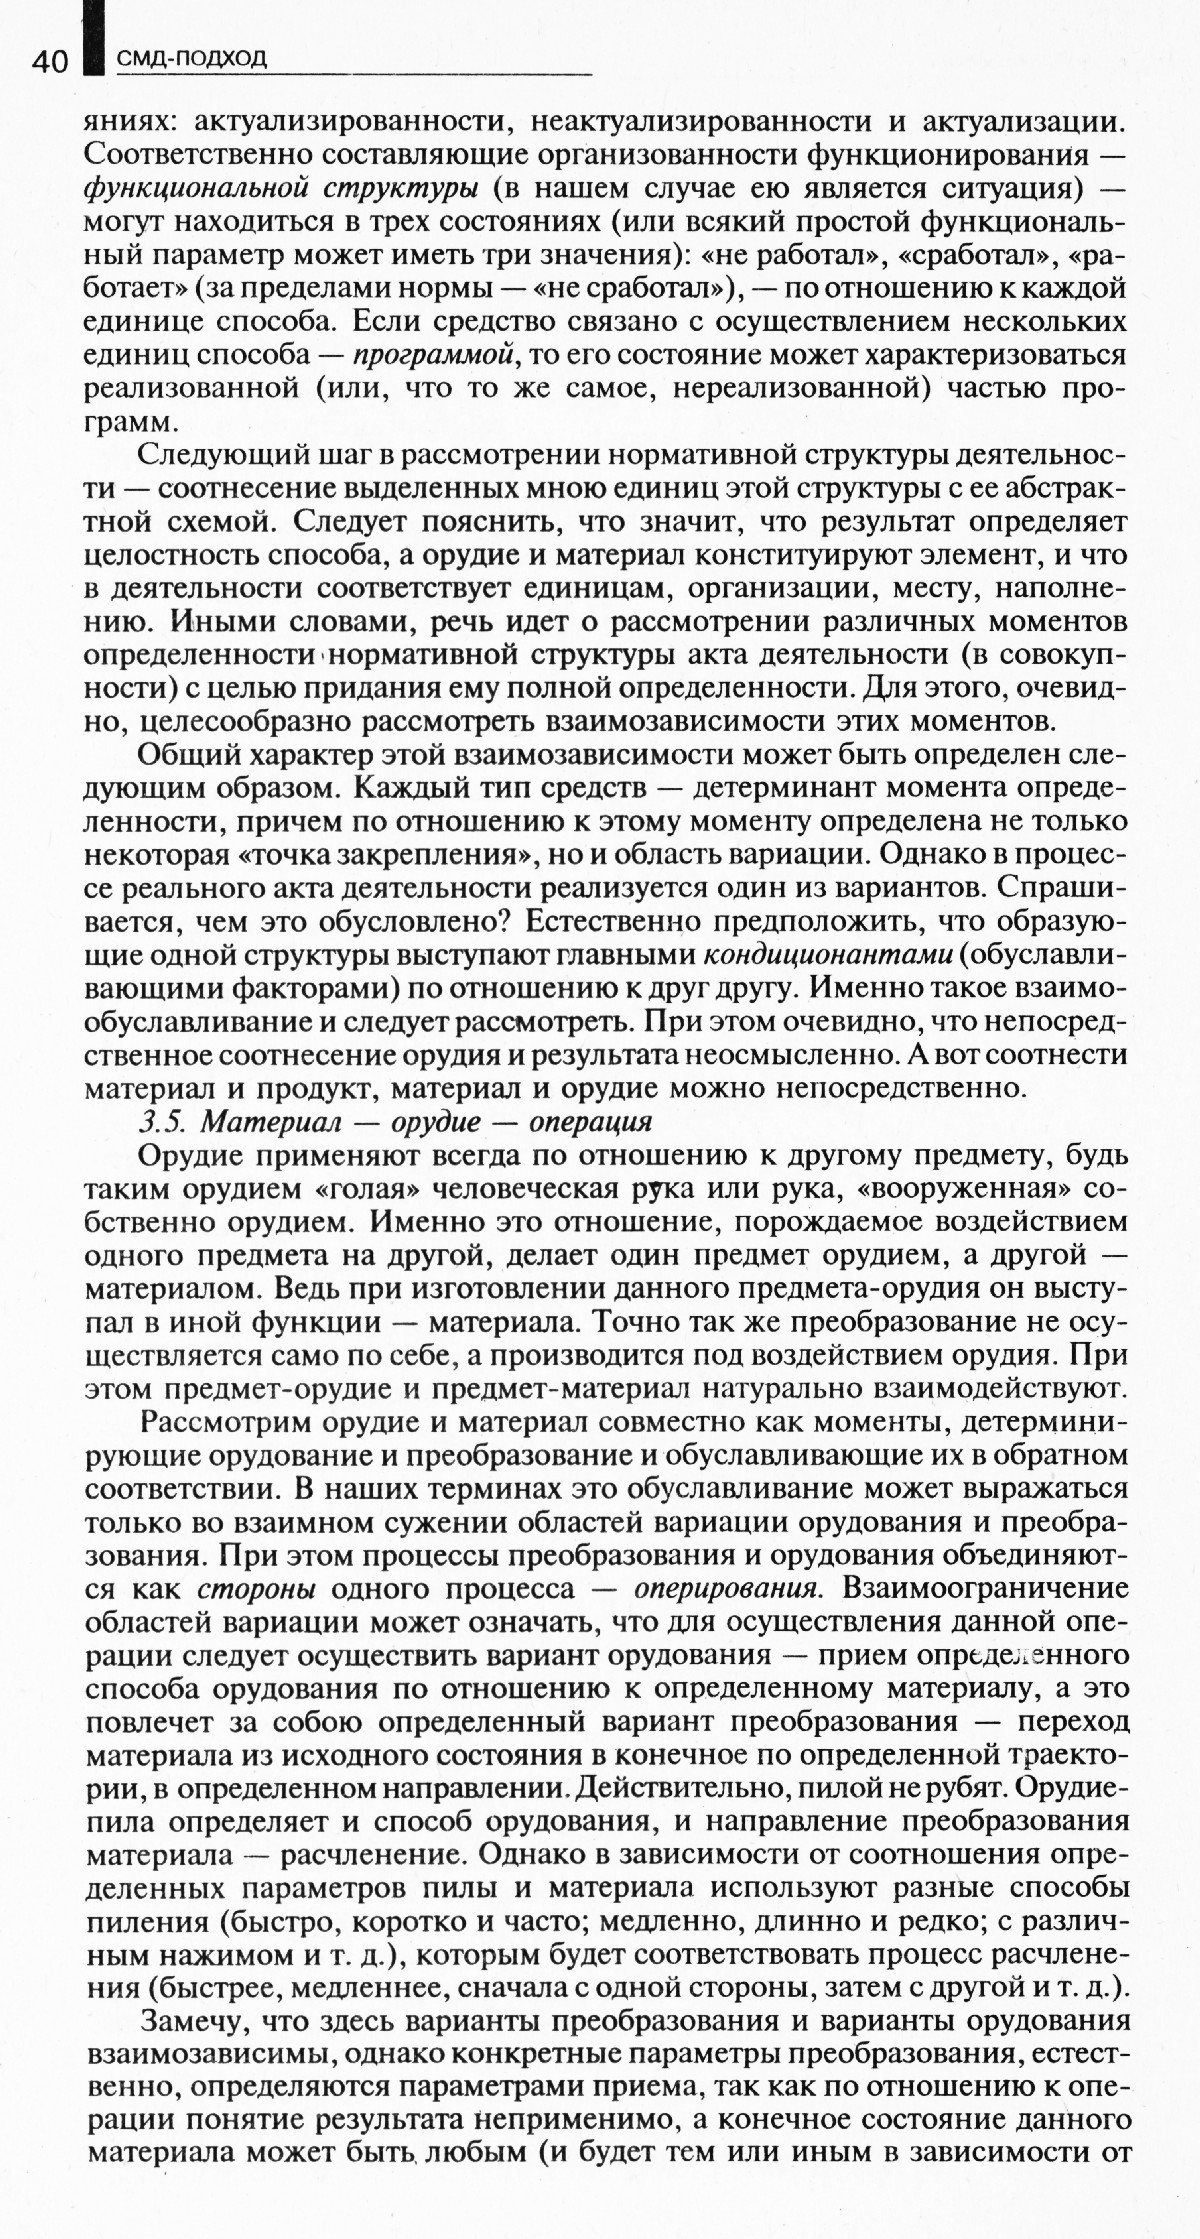 40
СМД-ПОДХОД
яниях: актуализированности, неактуализированности и актуализации.
Соответственно составляющие организованности функционирования —
функциональной структуры (в нашем случае ею является ситуация) —
могут находиться в трех состояниях (или всякий простой функциональ-
ный параметр может иметь три значения): «не работал», «сработал», «ра-
ботает» (за пределами нормы — «не сработал»), — по отношению к каждой
единице способа. Если средство связано с осуществлением нескольких
единиц способа — программой, то его состояние может характеризоваться
реализованной (или, что то же самое, нереализованной) частью про-
грамм.
Следующий шаг в рассмотрении нормативной структуры деятельнос-
ти — соотнесение выделенных мною единиц этой структуры с ее абстрак-
тной схемой. Следует пояснить, что значит, что результат определяет
целостность способа, а орудие и материал конституируют элемент, и что
в деятельности соответствует единицам, организации, месту, наполне-
нию. Иными словами, речь идет о рассмотрении различных моментов
определенности нормативной структуры акта деятельности (в совокуп-
ности) с целью придания ему полной определенности. Для этого, очевид-
но, целесообразно рассмотреть взаимозависимости этих моментов.
Общий характер этой взаимозависимости может быть определен сле-
дующим образом. Каждый тип средств — детерминант момента опреде-
ленности, причем по отношению к этому моменту определена не только
некоторая «точка закрепления», но и область вариации. Однако в процес-
се реального акта деятельности реализуется один из вариантов. Спраши-
вается, чем это обусловлено? Естественно предположить, что образую-
щие одной структуры выступают главными кондиционантами (обуславли-
вающими факторами) по отношению к друг другу. Именно такое взаимо-
обуславливание и следует рассмотреть. При этом очевидно, что непосред-
ственное соотнесение орудия и результата неосмысленно. А вот соотнести
материал и продукт, материал и орудие можно непосредственно.
3.5. Материал — орудие — операция
Орудие применяют всегда по отношению к другому предмету, будь
таким орудием «голая» человеческая рука или рука, «вооруженная» со-
бственно орудием. Именно это отношение, порождаемое воздействием
одного предмета на другой, делает один предмет орудием, а другой —
материалом. Ведь при изготовлении данного предмета-орудия он высту-
пал в иной функции — материала. Точно так же преобразование не осу-
ществляется само по себе, а производится под воздействием орудия. При
этом предмет-орудие и предмет-материал натурально взаимодействуют.
Рассмотрим орудие и материал совместно как моменты, детермини-
рующие орудование и преобразование и обуславливающие их в обратном
соответствии. В наших терминах это обуславливание может выражаться
только во взаимном сужении областей вариации орудования и преобра-
зования. При этом процессы преобразования и орудования объединяют-
ся как стороны одного процесса — оперирования. Взаимоограничение
областей вариации может означать, что для осуществления данной опе-
рации следует осуществить вариант орудования — прием определенного
способа орудования по отношению к определенному материалу, а это
повлечет за собою определенный вариант преобразования — переход
материала из исходного состояния в конечное по определенной траекто-
рии, в определенном направлении. Действительно, пилой не рубят. Орудие-
пила определяет и способ орудования, и направление преобразования
материала — расчленение. Однако в зависимости от соотношения опре-
деленных параметров пилы и материала используют разные способы
пиления (быстро, коротко и часто; медленно, длинно и редко; с различ-
ным нажимом и т. д.), которым будет соответствовать процесс расчлене-
ния (быстрее, медленнее, сначала с одной стороны, затем с другой и т. д.).
Замечу, что здесь варианты преобразования и варианты орудования
взаимозависимы, однако конкретные параметры преобразования, естест-
венно, определяются параметрами приема, так как по отношению к опе-
рации понятие результата неприменимо, а конечное состояние данного
материала может быть любым (и будет тем или иным в зависимости от